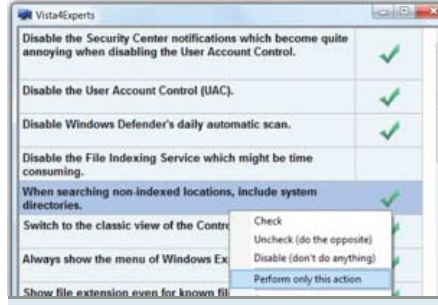 Vista4Experts
Disable the Security Center notifications which become quite
annoying when disabling the User Account Control.
Disable the User Account Control (UAC).
Disable Windows Defender's daily automatic scan.
Disable the File Indexing Service which might be time
consuming.
When searching non-indexed locations, include system
directories.
Switch to the classic view of the Contro
Check
Uncheck (do the opposite)
Always show the menu of Windows Ex
Disable (don't do anything)
Perform only this action
Show file extension even for known fil